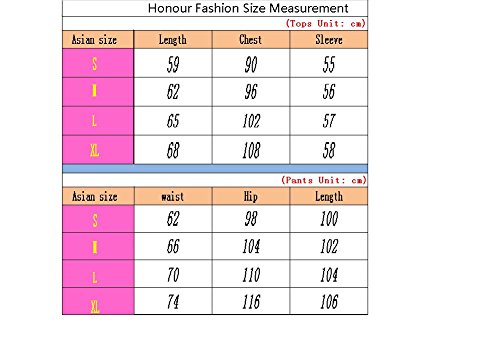 Honour Fashion Size Measurement
(Tops Unit: cm)
Asian size Length Chest Sleeve
S 59 90 55
M 62 96 56
L 65 102 57
XL 68 108 58
(Pants Unit: cm)
Asian size waist Hip Length
S 62 98 100
M 66 104 102
L 70 110 104
XL 74 116 106